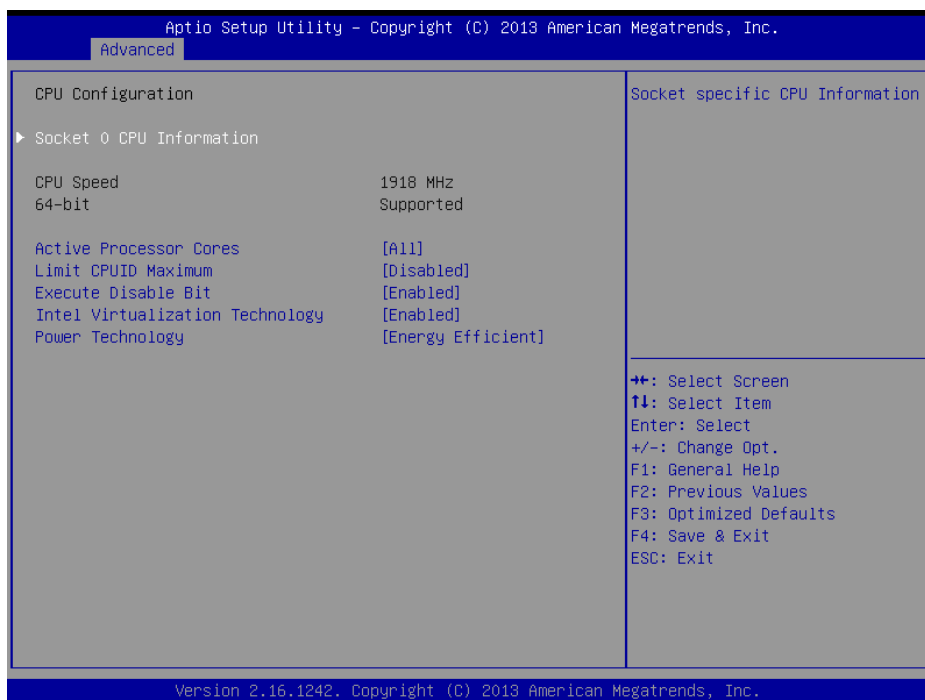 Aptio Setup Utility – Copyright (C) 2013 American Megatrends, Inc.
Advanced
CPU Configuration
Socket 0 CPU Information
CPU Speed 1918 MHz
64-bit Supported
Active Processor Cores [All]
Limit CPUID Maximum [Disabled]
Execute Disable Bit [Enabled]
Intel Virtualization Technology [Enabled]
Power Technology [Energy Efficient]
Socket specific CPU Information
→←: Select Screen
↑↓: Select Item
Enter: Select
+/-: Change Opt.
F1: General Help
F2: Previous Values
F3: Optimized Defaults
F4: Save & Exit
ESC: Exit
Version 2.16.1242. Copyright (C) 2013 American Megatrends, Inc.